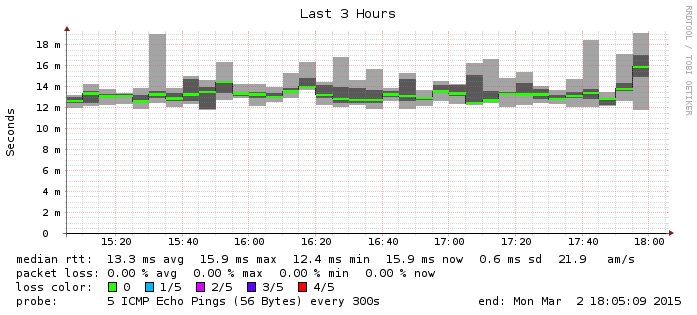 Last 3 Hours
RRDTOOL / TOBI OETIKER
Seconds
18 m
16 m
14 m
12 m
10 m
8 m
6 m
4 m
2 m
0
15:20 15:40 16:00 16:20 16:40 17:00 17:20 17:40 18:00
median rtt: 13.3 ms avg 15.9 ms max 12.4 ms min 15.9 ms now 0.6 ms sd 21.9 am/s
packet loss: 0.00 % avg 0.00 % max 0.00 % min 0.00 % now
loss color: 0 1/5 2/5 3/5 4/5
probe: 5 ICMP Echo Pings (56 Bytes) every 300s end: Mon Mar 2 18:05:09 2015